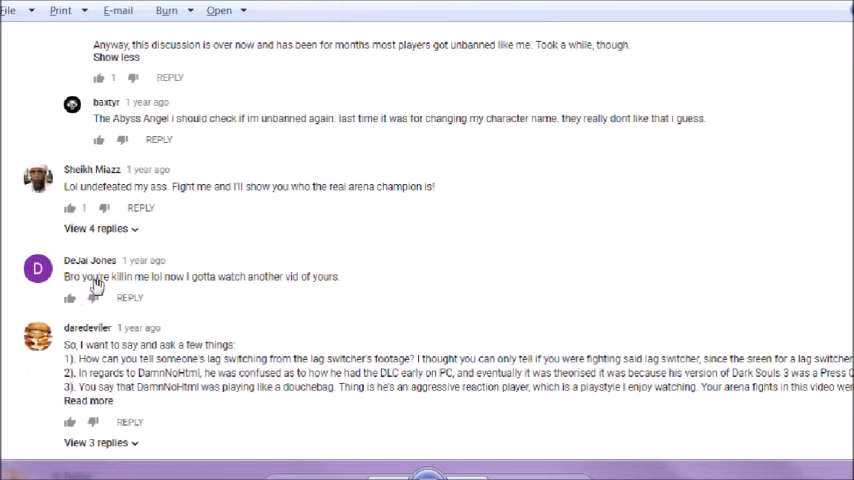 File Print E-mail Burn Open
Anyway, this discussion is over now and has been for months most players got unbanned like me. Took a while, though.
Show less
1 REPLY
baxtyr 1 year ago
The Abyss Angel i should check if im unbanned again. last time it was for changing my character name. they really dont like that i guess.
REPLY
Sheikh Miazz 1 year ago
Lol undefeated my ass. Fight me and I'll show you who the real arena champion is!
1 REPLY
View 4 replies
D
DeJai Jones 1 year ago
Bro you're killin me lol now I gotta watch another vid of yours.
REPLY
daredeviler 1 year ago
So, I want to say and ask a few things:
1). How can you tell someone's lag switching from the lag switcher's footage? I thought you can only tell if you were fighting said lag switcher, since the sreen for a lag switcher
2). In regards to DamnNoHtml, he was confused as to how he had the DLC early on PC, and eventually it was theorised it was because his version of Dark Souls 3 was a Press
3). You say that DamnNoHtml was playing like a douchebag. Thing is he's an aggressive reaction player, which is a playstyle I enjoy watching. Your arena fights in this video
Read more
REPLY
View 3 replies